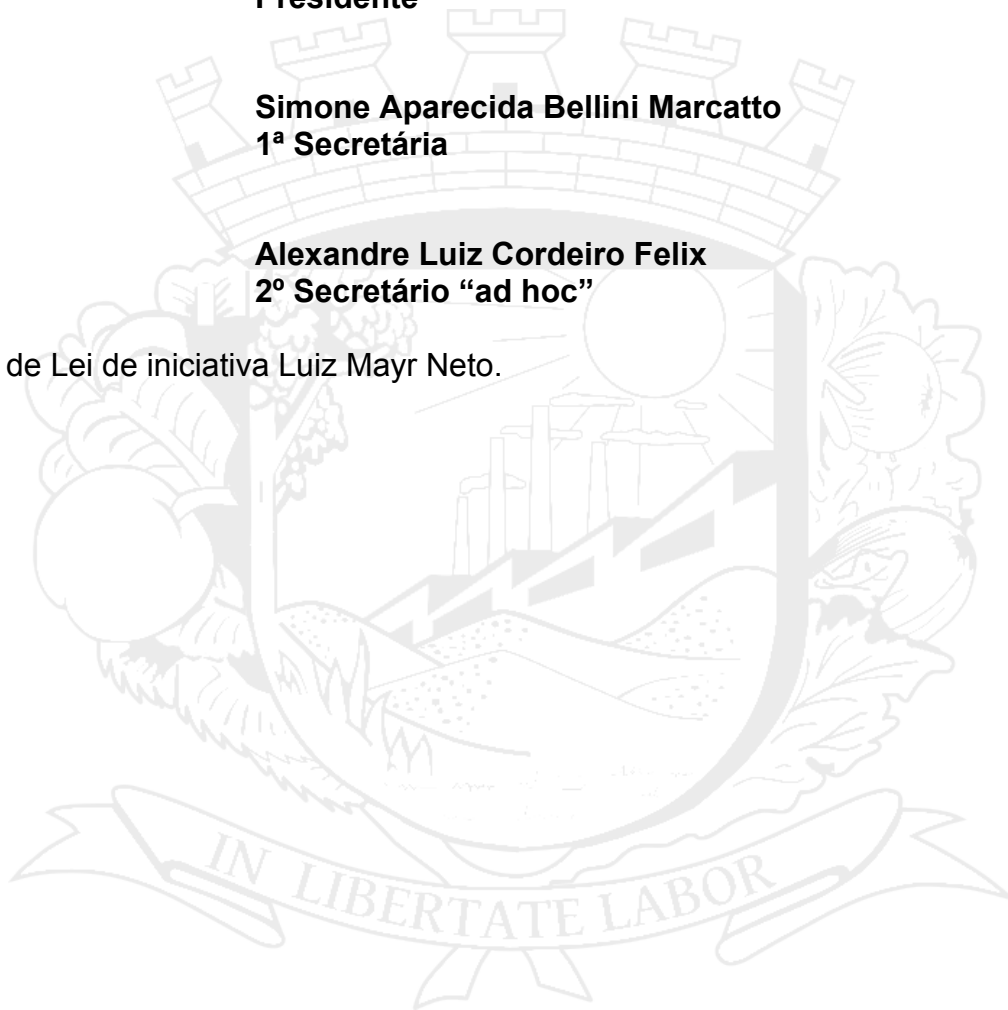 Presidente
Simone Aparecida Bellini Marcatto
1ª Secretária
Alexandre Luiz Cordeiro Felix
2º Secretário “ad hoc”
de Lei de iniciativa Luiz Mayr Neto.
IN LIBERTATE LABOR